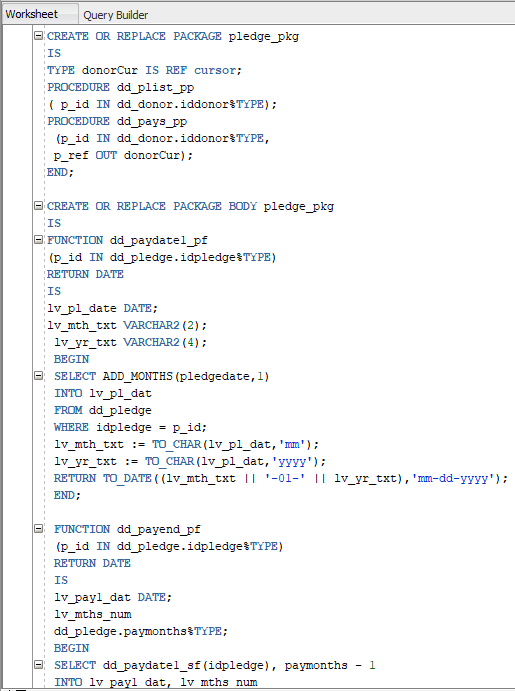 Worksheet Query Builder
CREATE OR REPLACE PACKAGE pledge_pkg
IS
TYPE donorCur IS REF cursor;
PROCEDURE dd_plist_pp
( p_id IN dd_donor.iddonor%TYPE);
PROCEDURE dd_pays_pp
(p_id IN dd_donor.iddonor%TYPE,
p_ref OUT donorCur);
END;
CREATE OR REPLACE PACKAGE BODY pledge_pkg
IS
FUNCTION dd_paydate1_pf
(p_id IN dd_pledge.idpledge%TYPE)
RETURN DATE
IS
lv_pl_date DATE;
lv_mth_txt VARCHAR2(2);
lv_yr_txt VARCHAR2(4);
BEGIN
SELECT ADD_MONTHS(pledgedate,1)
INTO lv_pl_dat
FROM dd_pledge
WHERE idpledge = p_id;
lv_mth_txt := TO_CHAR(lv_pl_dat,'mm');
lv_yr_txt := TO_CHAR(lv_pl_dat,'yyyy');
RETURN TO_DATE((lv_mth_txt || '-01-' || lv_yr_txt),'mm-dd-yyyy');
END;
FUNCTION dd_payend_pf
(p_id IN dd_pledge.idpledge%TYPE)
RETURN DATE
IS
lv_pay1_dat DATE;
lv_mths_num
dd_pledge.paymonths%TYPE;
BEGIN
SELECT dd_paydate1_sf(idpledge), paymonths - 1
INTO lv_pay1_dat, lv_mths_num